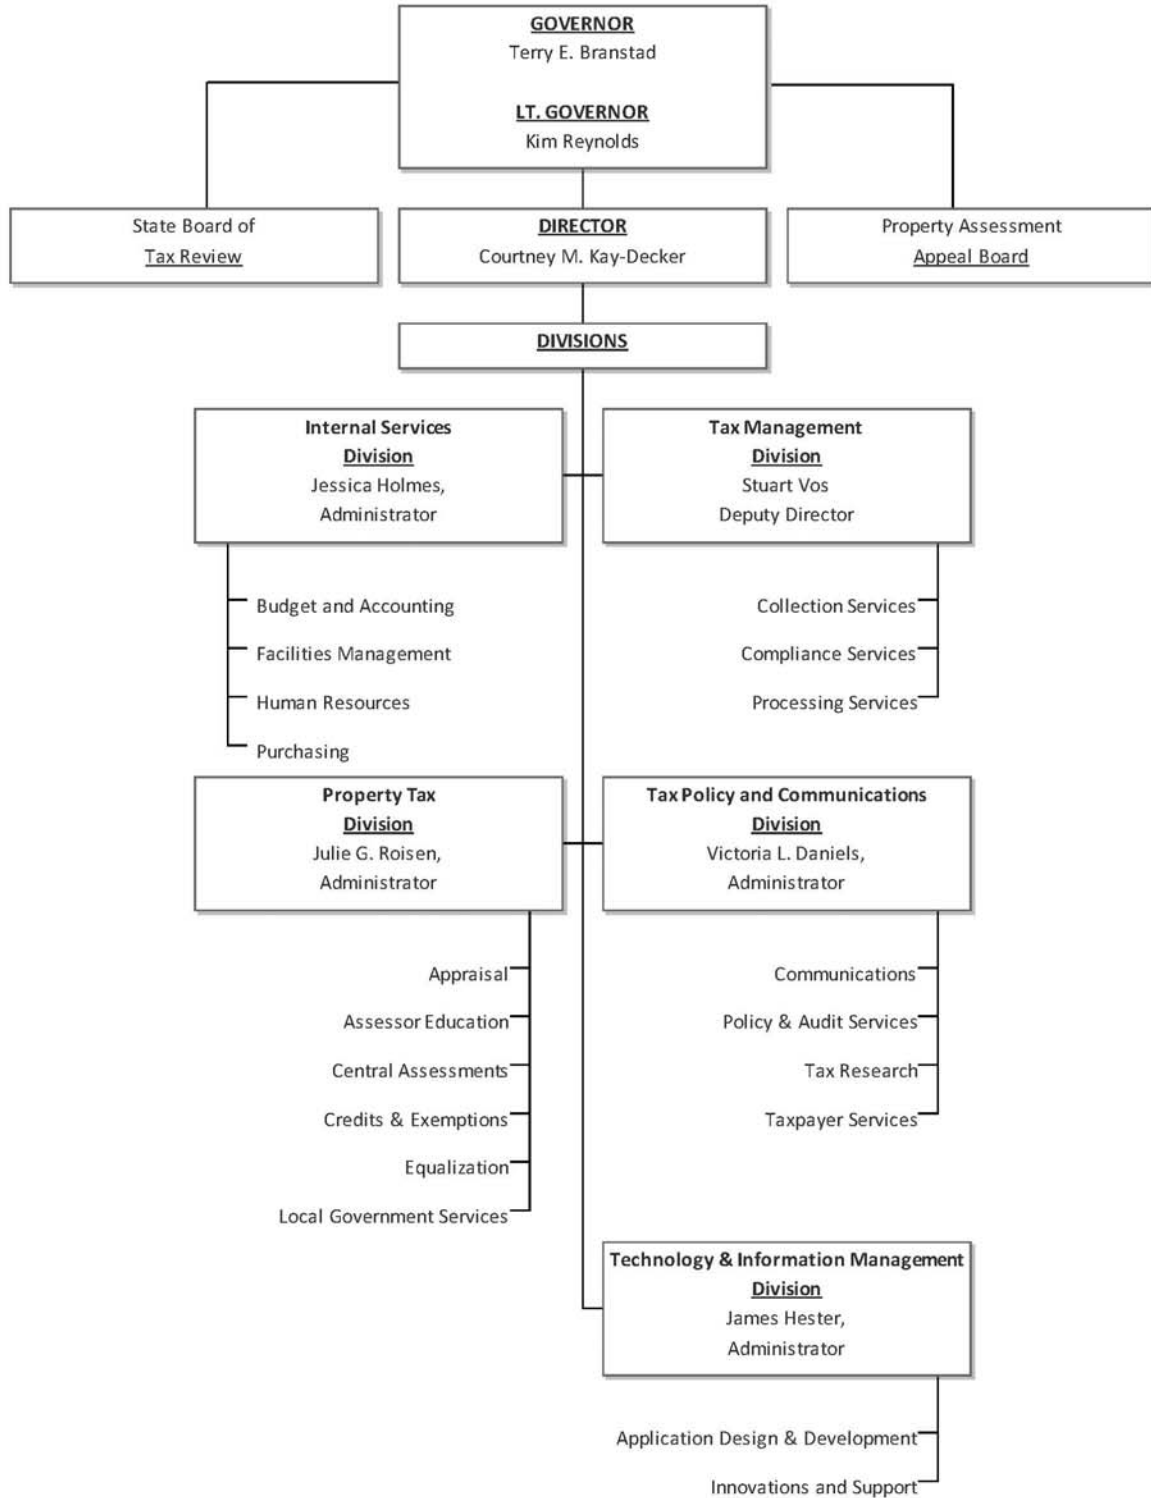 GOVERNOR
Terry E. Branstad
LT. GOVERNOR
Kim Reynolds
State Board of
Tax Review
DIRECTOR
Courtney M. Kay-Decker
Property Assessment
Appeal Board
DIVISIONS
Internal Services
Division
Jessica Holmes,
Administrator
Budget and Accounting
Facilities Management
Human Resources
Purchasing
Tax Management
Division
Stuart Vos
Deputy Director
Collection Services
Compliance Services
Processing Services
Property Tax
Division
Julie G. Roisen,
Administrator
Appraisal
Assessor Education
Central Assessments
Credits & Exemptions
Equalization
Local Government Services
Tax Policy and Communications
Division
Victoria L. Daniels,
Administrator
Communications
Policy & Audit Services
Tax Research
Taxpayer Services
Technology & Information Management
Division
James Hester,
Administrator
Application Design & Development
Innovations and Support